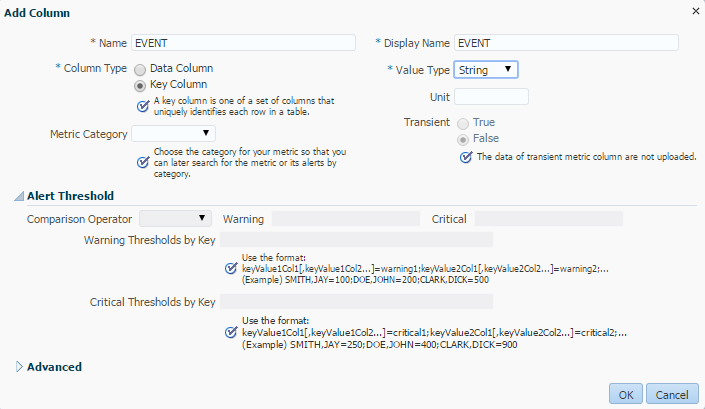 Add Column
* Name EVENT * Display Name EVENT
* Column Type Data Column * Value Type String
Key Column
A key column is one of a set of columns that
uniquely identifies each row in a table.
Unit
Metric Category
Transient True
False
Choose the category for your metric so that you
can later search for the metric or its alerts by
category.
The data of transient metric column are not uploaded.
Alert Threshold
Comparison Operator Warning Critical
Warning Thresholds by Key
Use the format:
keyValue1Col1[,keyValue1Col2...]=warning1;keyValue2Col1[,keyValue2Col2...]=warning2;...
(Example) SMITH,JAY=100;DOE,JOHN=200;CLARK,DICK=500
Critical Thresholds by Key
Use the format:
keyValue1Col1[,keyValue1Col2...]=critical1;keyValue2Col1[,keyValue2Col2...]=critical2;...
(Example) SMITH,JAY=250;DOE,JOHN=400;CLARK,DICK=900
Advanced
OK Cancel